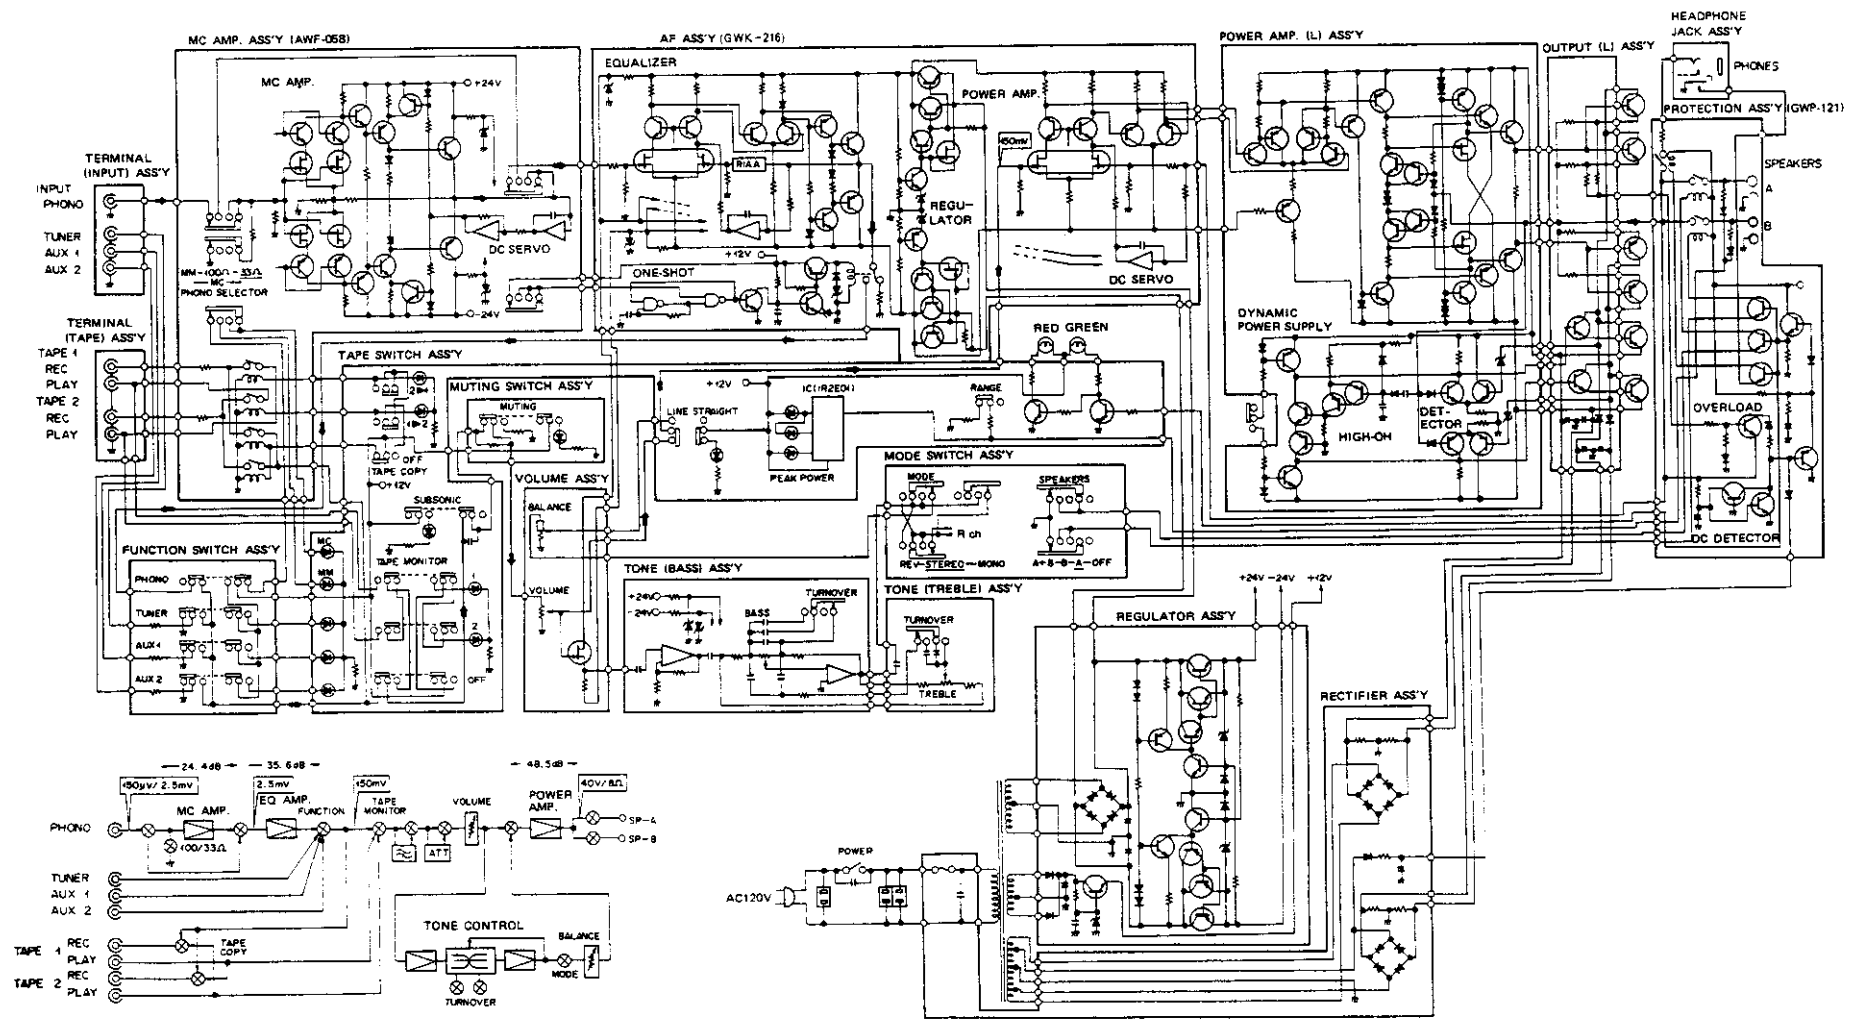 HEADPHONE
JACK ASS'Y
PHONES
MC AMP. ASS'Y (AWF-058)
AF ASS'Y (GWK-216)
POWER AMP. (L) ASS'Y
OUTPUT (L) ASS'Y
PROTECTION ASS'Y (GWP-121)
MC AMP.
+24V
EQUALIZER
POWER AMP.
150mV
RIAA
SPEAKERS
A
B
TERMINAL
(INPUT) ASS'Y
INPUT
PHONO
TUNER
AUX 1
AUX 2
MM-100Ω-33Ω
MC
PHONO SELECTOR
DC SERVO
-24V
REGU-
LATOR
+12V
ONE-SHOT
DC SERVO
TERMINAL
(TAPE) ASS'Y
TAPE 1
REC
PLAY
TAPE 2
REC
PLAY
TAPE SWITCH ASS'Y
2▸1
1▸2
OFF
TAPE COPY
+12V
SUBSONIC
TAPE MONITOR
1
2
OFF
MUTING SWITCH ASS'Y
MUTING
LINE STRAIGHT
+12V
IC(IR2E01)
PEAK POWER
RANGE
RED GREEN
DYNAMIC
POWER SUPPLY
DET-
ECTOR
HIGH-OH
OVERLOAD
DC DETECTOR
VOLUME ASS'Y
BALANCE
VOLUME
MODE SWITCH ASS'Y
MODE
SPEAKERS
R ch
REV-STEREO-MONO
A+B-B-A-OFF
FUNCTION SWITCH ASS'Y
PHONO
TUNER
AUX 1
AUX 2
MC
MM
TONE (BASS) ASS'Y
+24V
-24V
BASS
TURNOVER
TONE (TREBLE) ASS'Y
TURNOVER
TREBLE
+24V -24V +12V
REGULATOR ASS'Y
RECTIFIER ASS'Y
POWER
AC120V
24.4dB
35.6dB
48.5dB
150μV/2.5mV
2.5mV
150mV
40V/8Ω
MC AMP.
EQ AMP.
FUNCTION
TAPE
MONITOR
VOLUME
POWER
AMP.
PHONO
100/33Ω
ATT
SP-A
SP-B
TUNER
AUX 1
AUX 2
TAPE 1
REC
PLAY
TAPE 2
REC
PLAY
TAPE
COPY
TONE CONTROL
BALANCE
MODE
TURNOVER